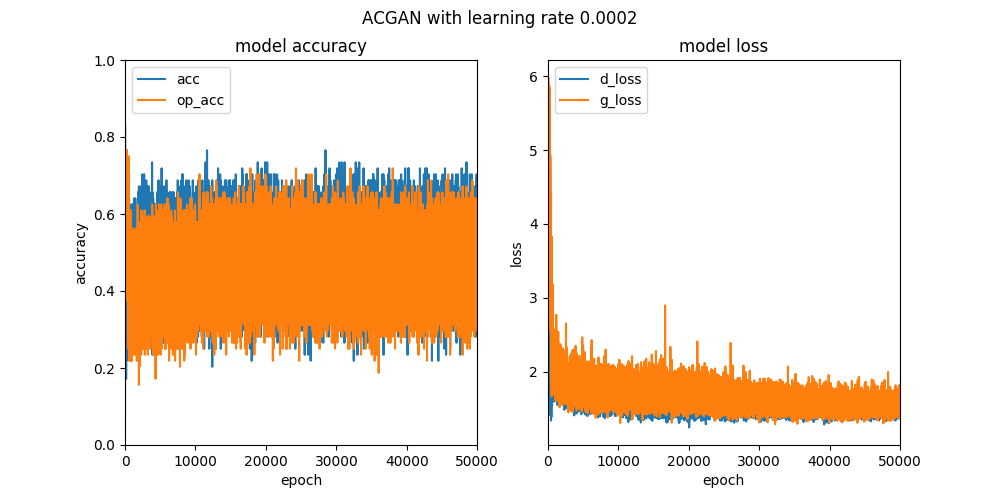 ACGAN with learning rate 0.0002
model accuracy
acc
op_acc
1.0
0.8
0.6
0.4
0.2
0.0
accuracy
0 10000 20000 30000 40000 50000
epoch
model loss
d_loss
g_loss
6
5
4
3
2
loss
0 10000 20000 30000 40000 50000
epoch